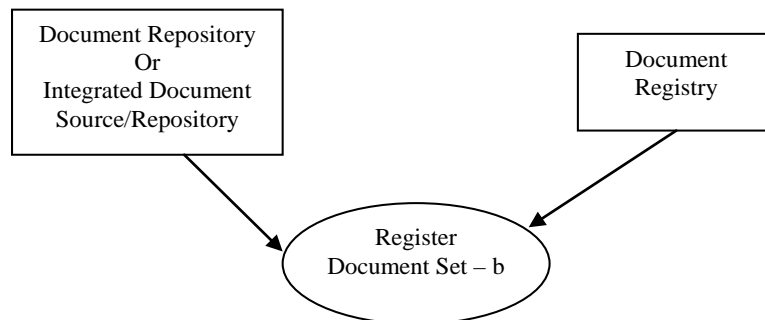 Document Repository
Or
Integrated Document
Source/Repository
Document
Registry
Register
Document Set – b